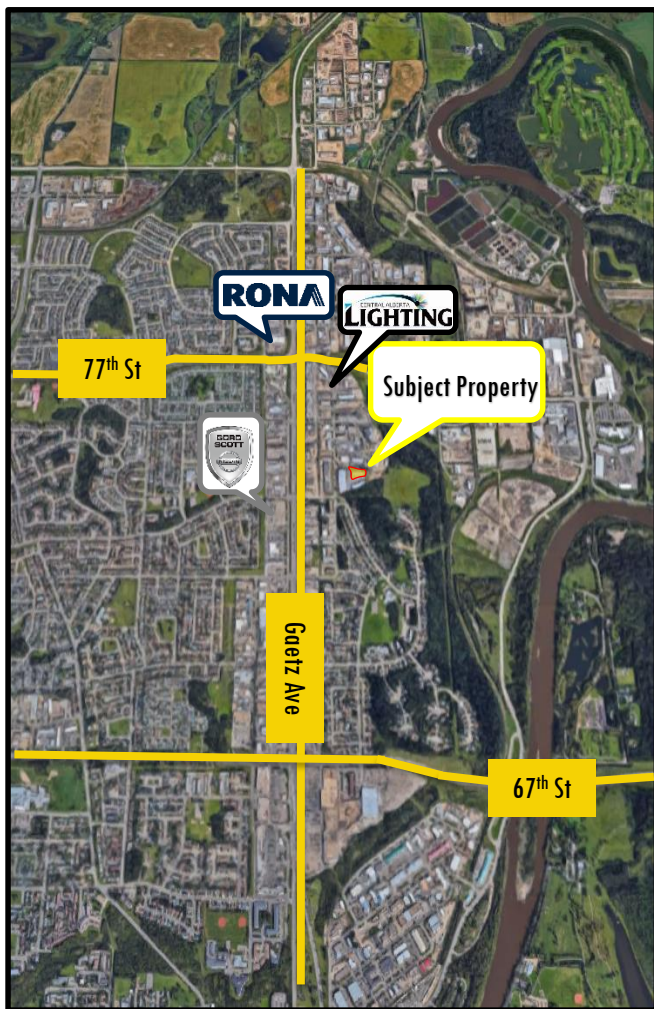 RONA
CENTRAL ALBERTA
LIGHTING
77th St
Subject Property
GORD
SCOTT
Gaetz Ave
67th St